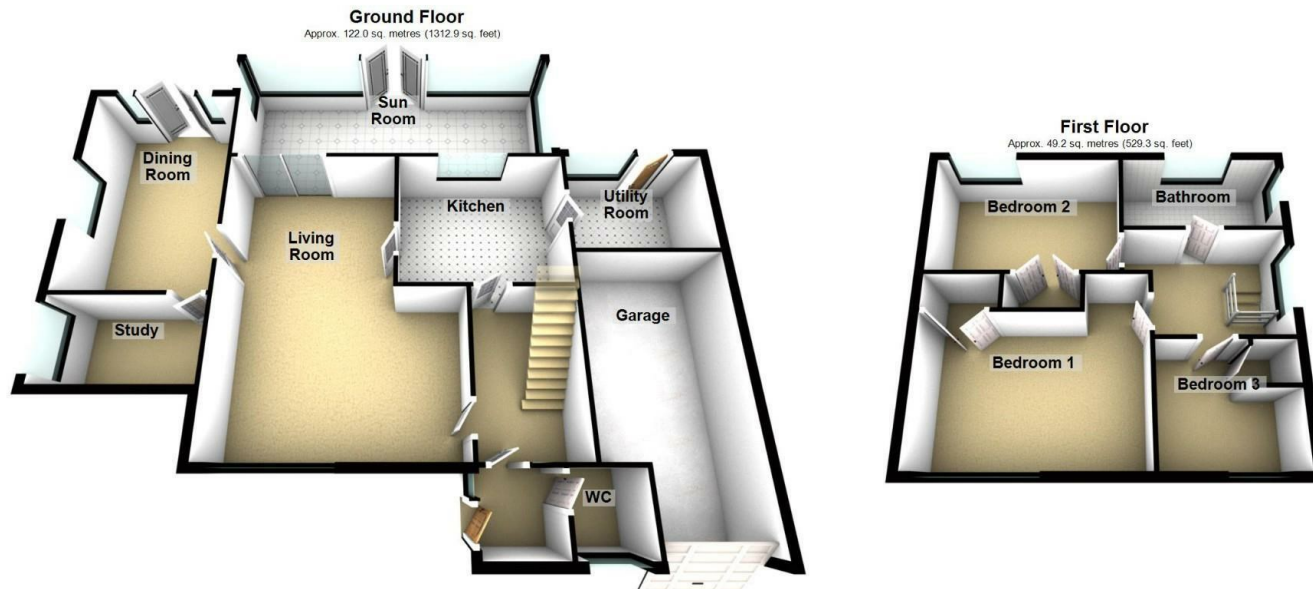 Ground Floor
Approx. 122.0 sq. metres (1312.9 sq. feet)
Sun
Room
Dining
Room
Kitchen
Utility
Room
Living
Room
Study
Garage
WC
First Floor
Approx. 49.2 sq. metres (529.3 sq. feet)
Bedroom 2
Bathroom
Bedroom 1
Bedroom 3